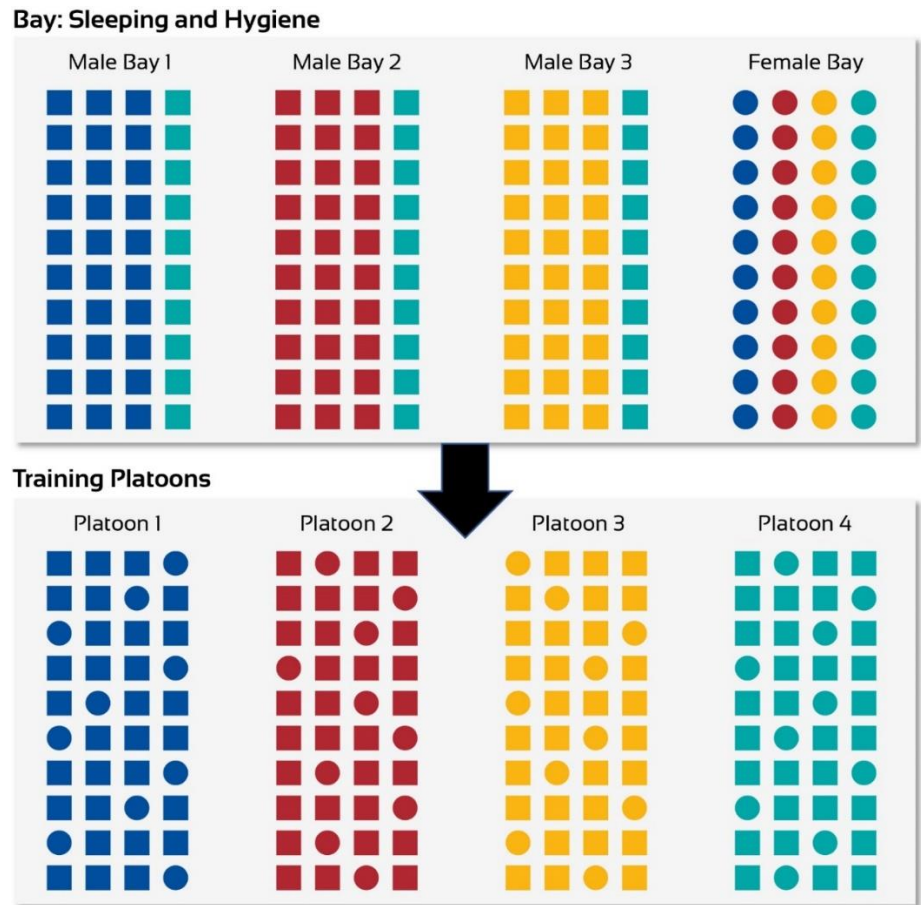 Bay: Sleeping and Hygiene
Male Bay 1 Male Bay 2 Male Bay 3 Female Bay
Training Platoons
Platoon 1 Platoon 2 Platoon 3 Platoon 4